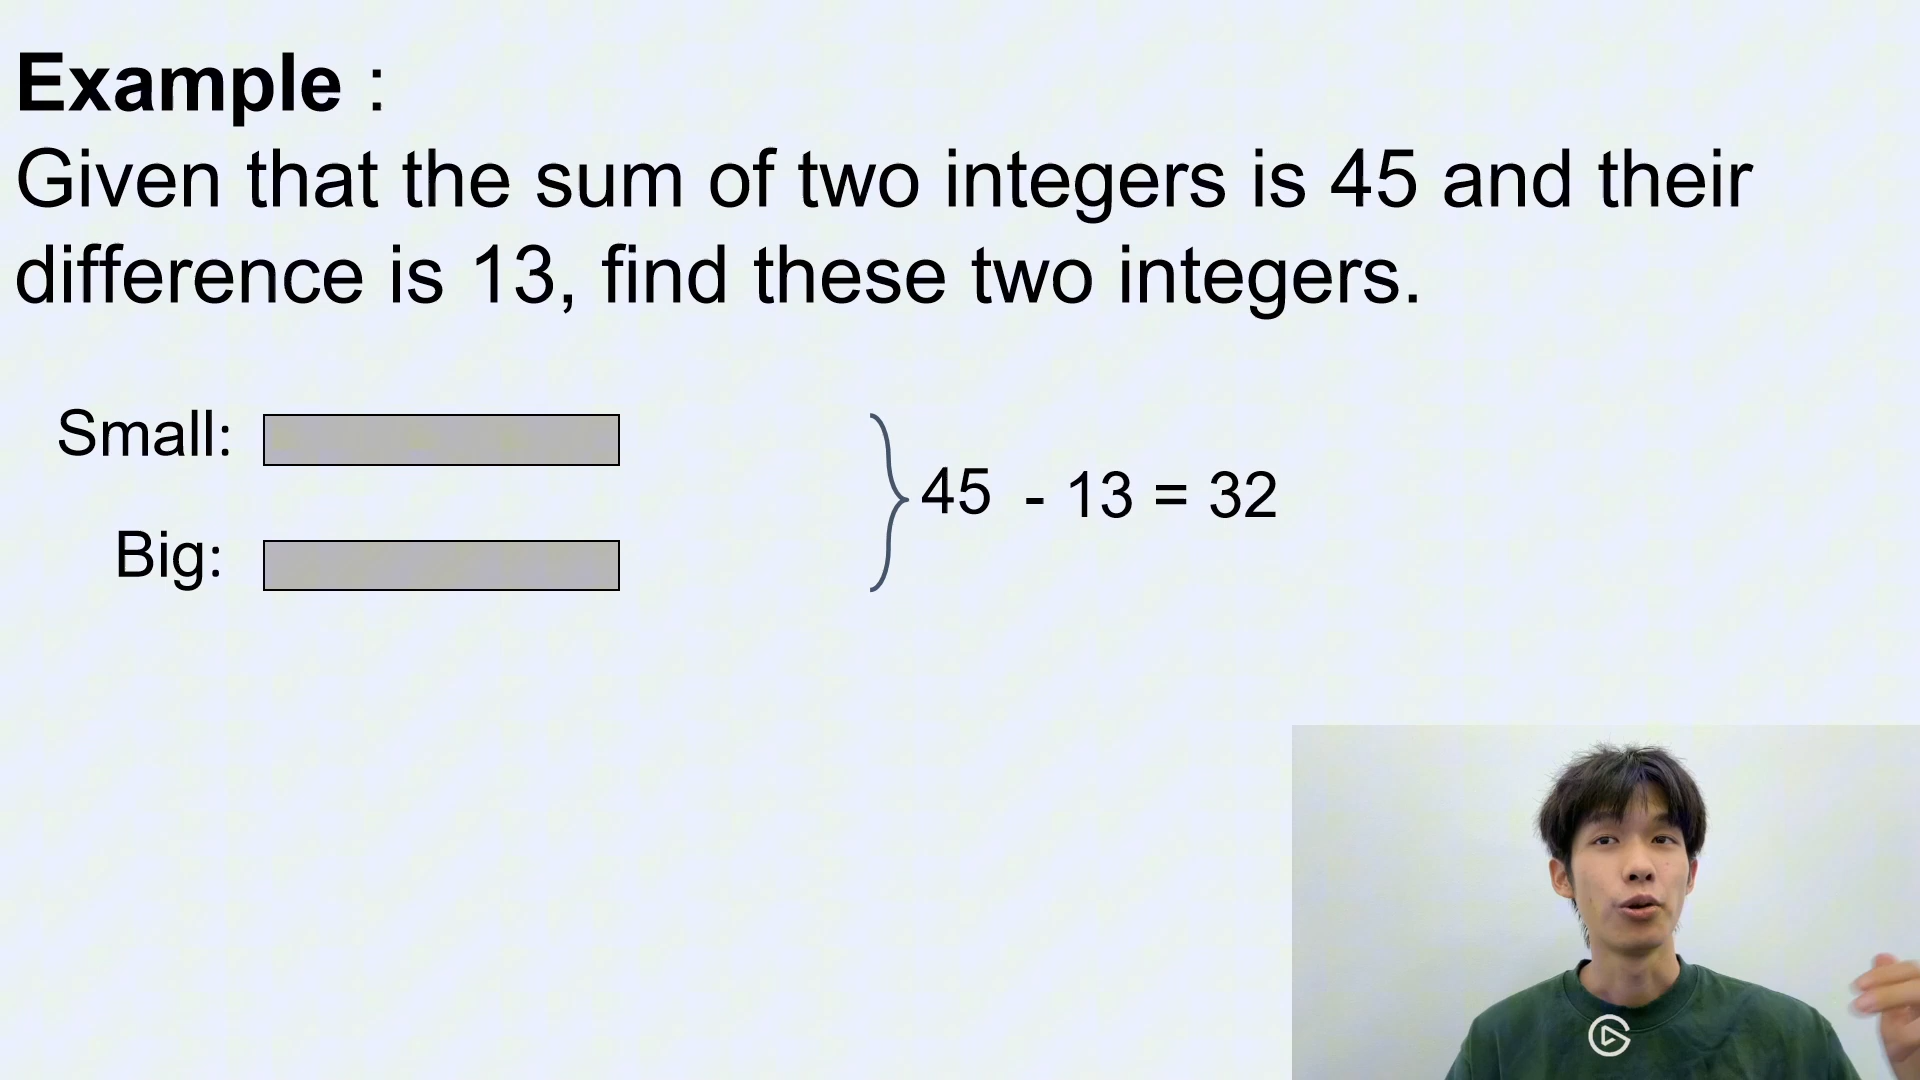 Example :
Given that the sum of two integers is 45 and their
difference is 13, find these two integers.
Small:
45 - 13 = 32
Big: